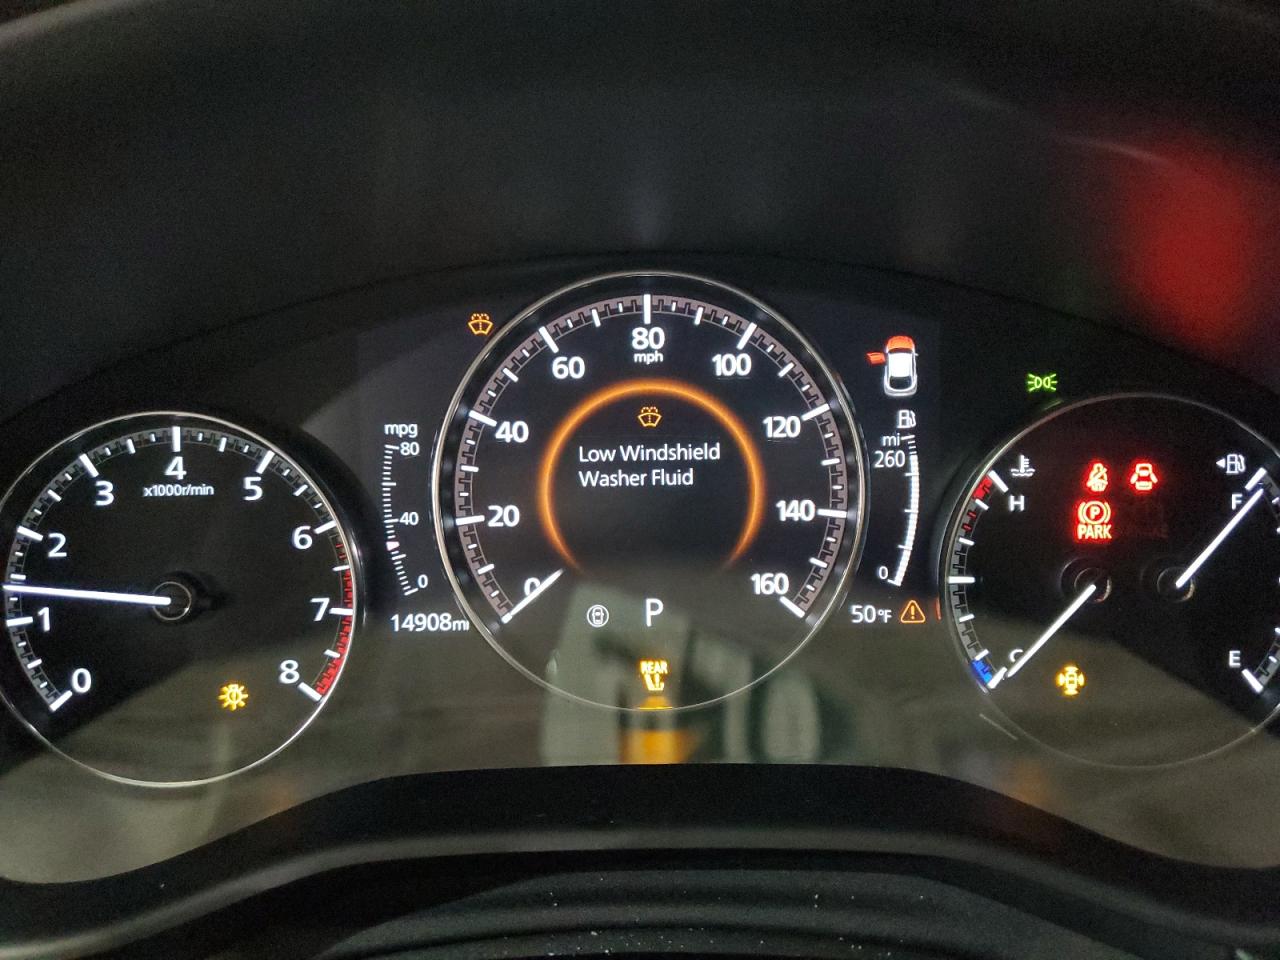 0
1
2
3
4
x1000r/min
5
6
7
8
mpg
80
40
0
14908mi
0
20
40
60
80
mph
100
120
140
160
Low Windshield
Washer Fluid
P
REAR
mi
260
0
50°F
H
C
P
PARK
F
E